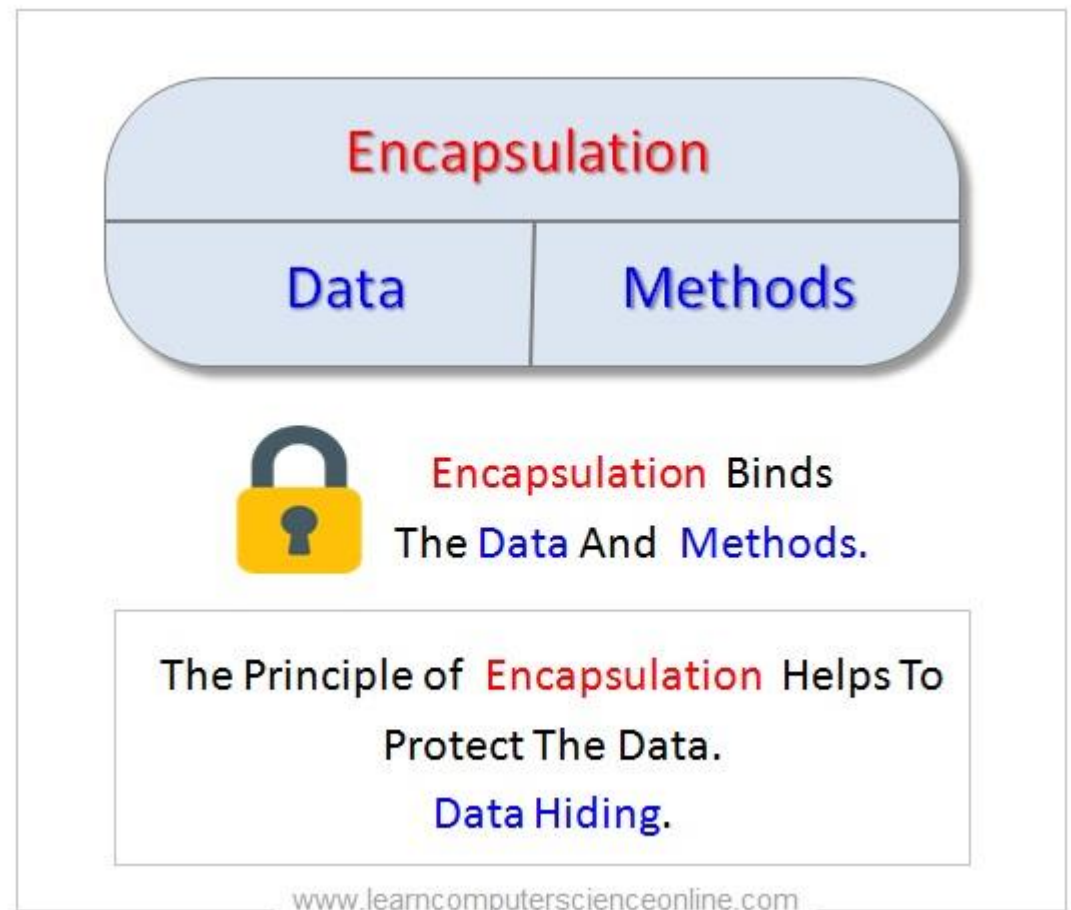 Encapsulation
Data
Methods
Encapsulation Binds
The Data And Methods.
The Principle of Encapsulation Helps To
Protect The Data.
Data Hiding.
www.learncomputerscienceonline.com